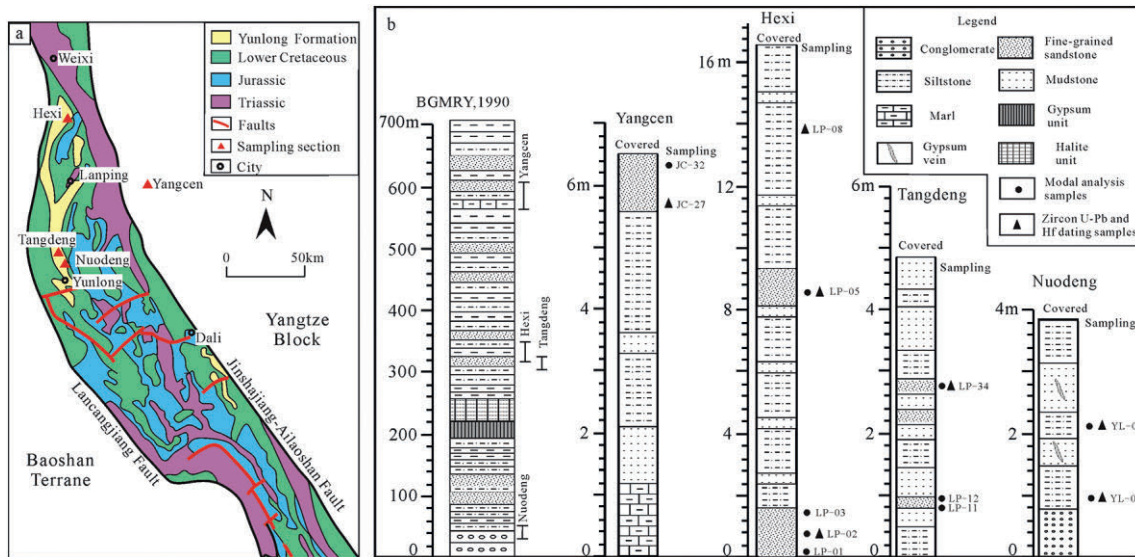 a
Weixi
Hexi
Lanping
Yangcen
Tangdeng
Nuodeng
Yunlong
Dali
Yangtze
Block
Baoshan
Terrane
Lancangjiang Fault
Jinshajiang-Ailaoshan Fault
N
0 50km
Yunlong Formation
Lower Cretaceous
Jurassic
Triassic
Faults
Sampling section
City
b
BGMRY,1990
700m
600
500
400
300
200
100
0
Yangcen
Hexi
Tangdeng
Nuodeng
Yangcen
Covered
Sampling
6m
4
2
0
JC-32
JC-27
Hexi
Covered
Sampling
16m
12
8
4
0
LP-08
LP-05
LP-03
LP-02
LP-01
Tangdeng
6m
4
2
0
Covered
Sampling
LP-34
LP-12
LP-11
Nuodeng
4m
2
0
Covered
Sampling
Legend
Conglomerate
Fine-grained
sandstone
Siltstone
Mudstone
Marl
Gypsum
unit
Gypsum
vein
Halite
unit
Modal analysis
samples
Zircon U-Pb and
Hf dating samples